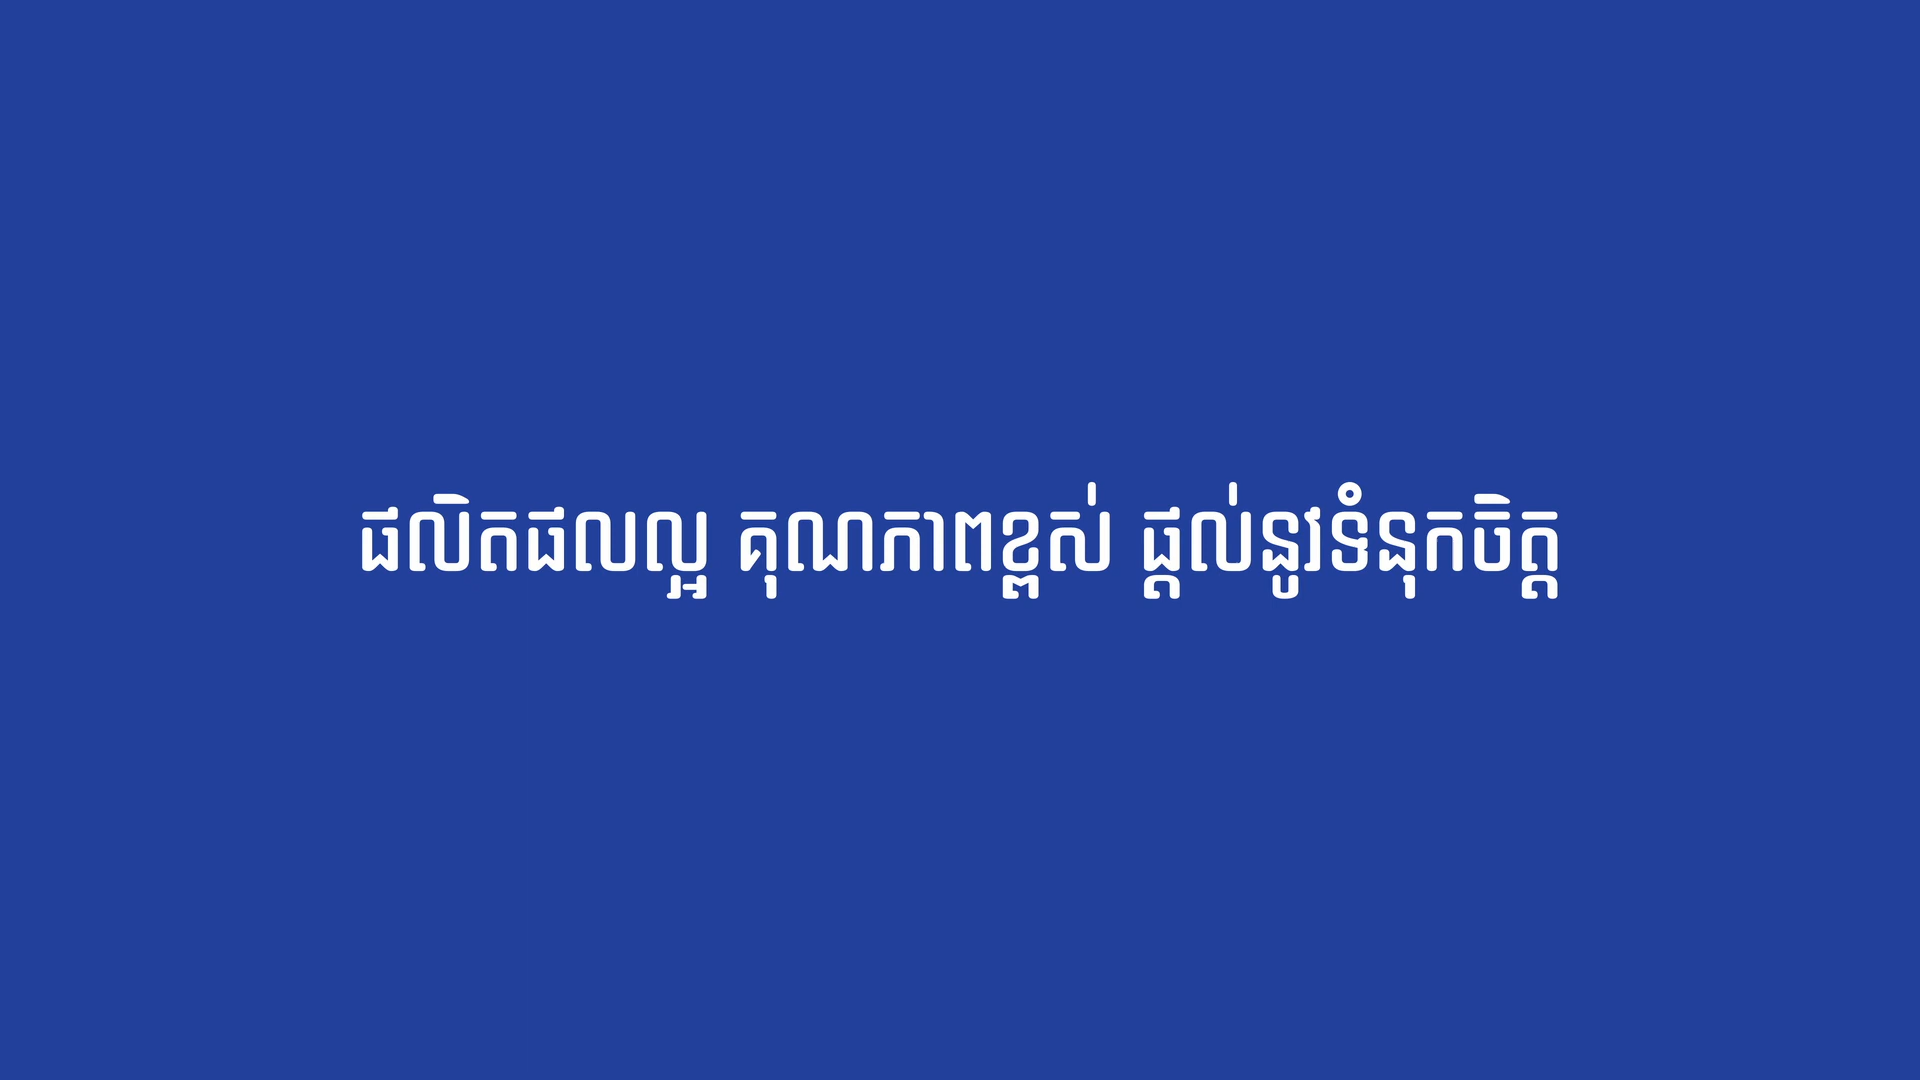 ផលិតផលល្អ គុណភាពខ្ពស់ ផ្ដល់នូវទំនុកចិត្ត